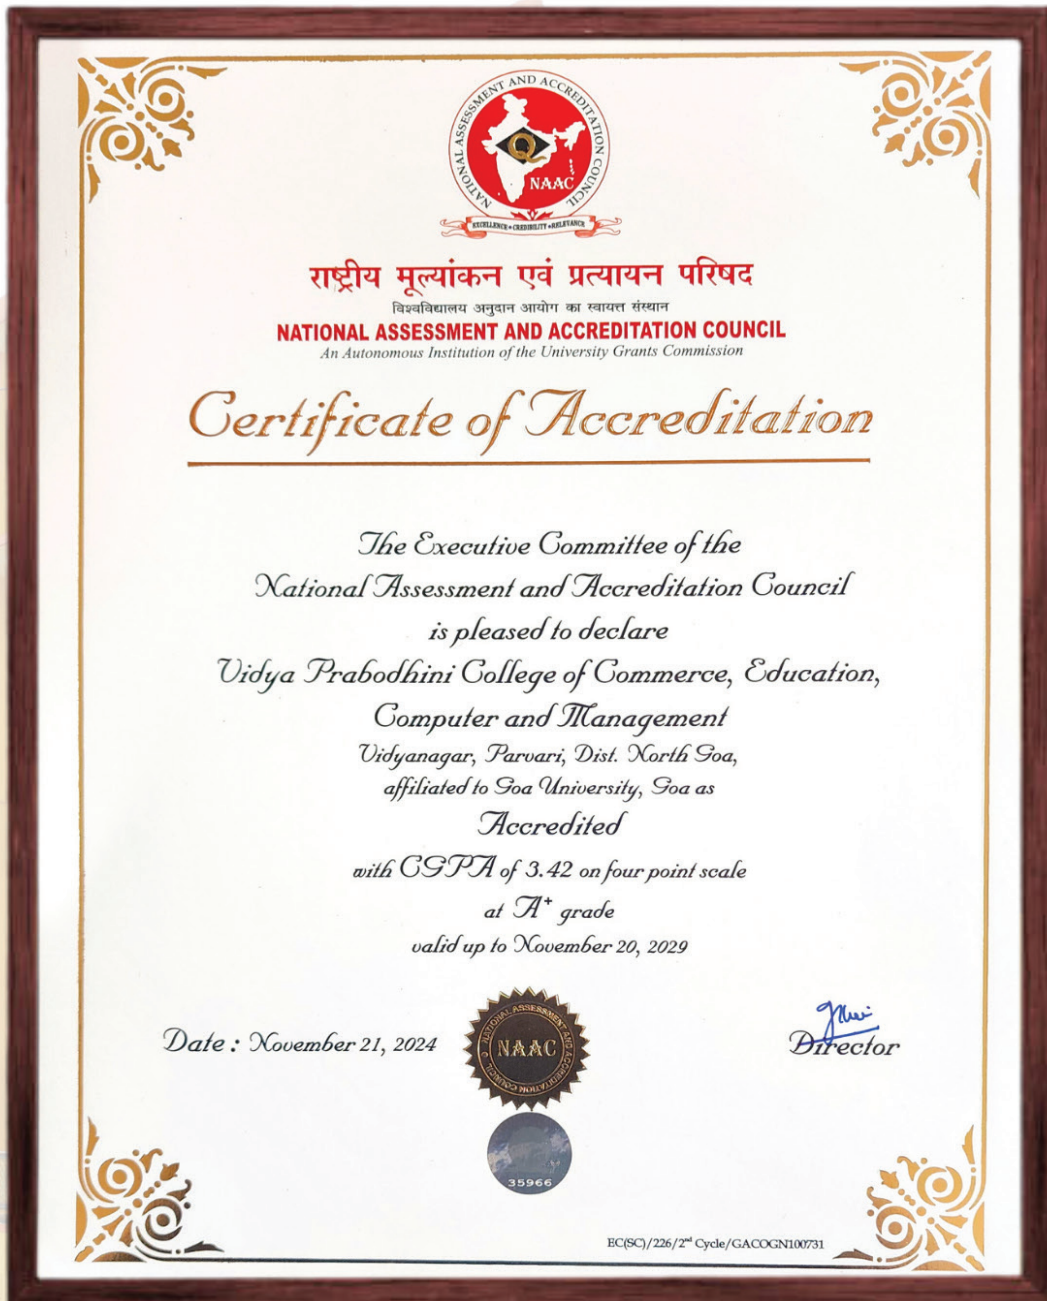 NATIONAL ASSESSMENT AND ACCREDITATION COUNCIL
Q
NAAC
EXCELLENCE • CREDIBILITY • RELEVANCE
राष्ट्रीय मूल्यांकन एवं प्रत्यायन परिषद
विश्वविद्यालय अनुदान आयोग का स्वायत्त संस्थान
NATIONAL ASSESSMENT AND ACCREDITATION COUNCIL
An Autonomous Institution of the University Grants Commission
Certificate of Accreditation
The Executive Committee of the
National Assessment and Accreditation Council
is pleased to declare
Vidya Prabodhini College of Commerce, Education,
Computer and Management
Vidyanagar, Parvari, Dist. North Goa,
affiliated to Goa University, Goa as
Accredited
with CGPA of 3.42 on four point scale
at A+ grade
valid up to November 20, 2029
Date : November 21, 2024
NATIONAL ASSESSMENT AND ACCREDITATION COUNCIL
NAAC
Director
35966
EC(SC)/226/2nd Cycle/GACOGN100731